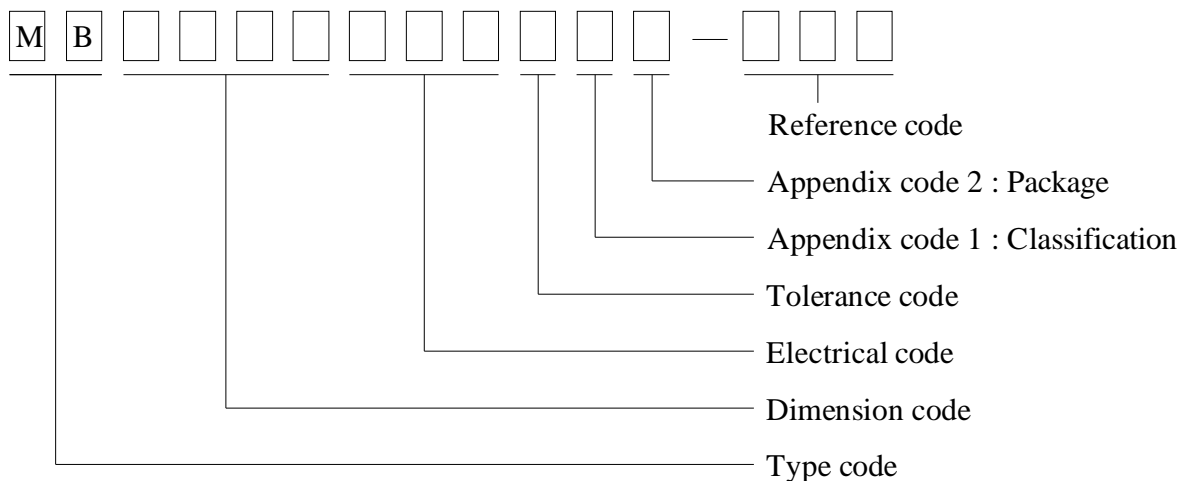 M B —
Reference code
Appendix code 2 : Package
Appendix code 1 : Classification
Tolerance code
Electrical code
Dimension code
Type code